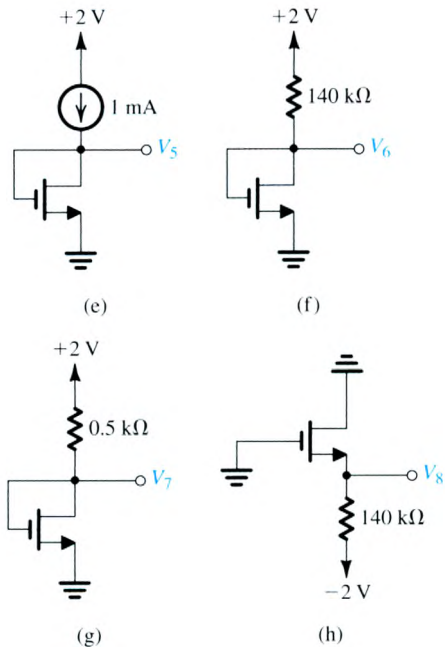 +2 V
1 mA
V5
(e)
+2 V
140 kΩ
V6
(f)
+2 V
0.5 kΩ
V7
(g)
V8
140 kΩ
−2 V
(h)